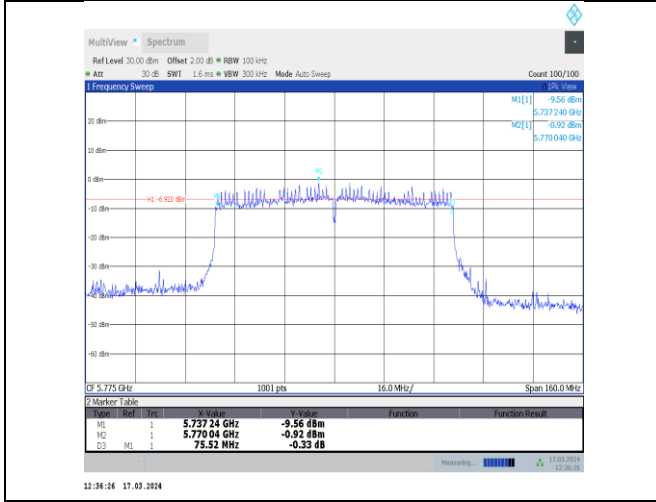 MultiView Spectrum
Ref Level 30.00 dBm Offset 2.00 dB RBW 100 kHz
Att 30 dB SWT 1.6 ms VBW 300 kHz Mode Auto Sweep Count 100/100
1 Frequency Sweep 1Pk View
M1[1] -9.56 dBm
5.737240 GHz
M2[1] -0.92 dBm
5.770040 GHz
20 dBm
10 dBm
0 dBm
M2
H1 -6.920 dBm
-10 dBm
-20 dBm
-30 dBm
-40 dBm
-50 dBm
-60 dBm
CF 5.775 GHz 1001 pts 16.0 MHz/ Span 160.0 MHz
2 Marker Table
Type Ref Trc X-Value Y-Value Function Function Result
M1 1 5.737 24 GHz -9.56 dBm
M2 1 5.770 04 GHz -0.92 dBm
D3 M1 1 75.52 MHz -0.33 dB
Measuring... 17.03.2024
12:36:26
12:36:26 17.03.2024